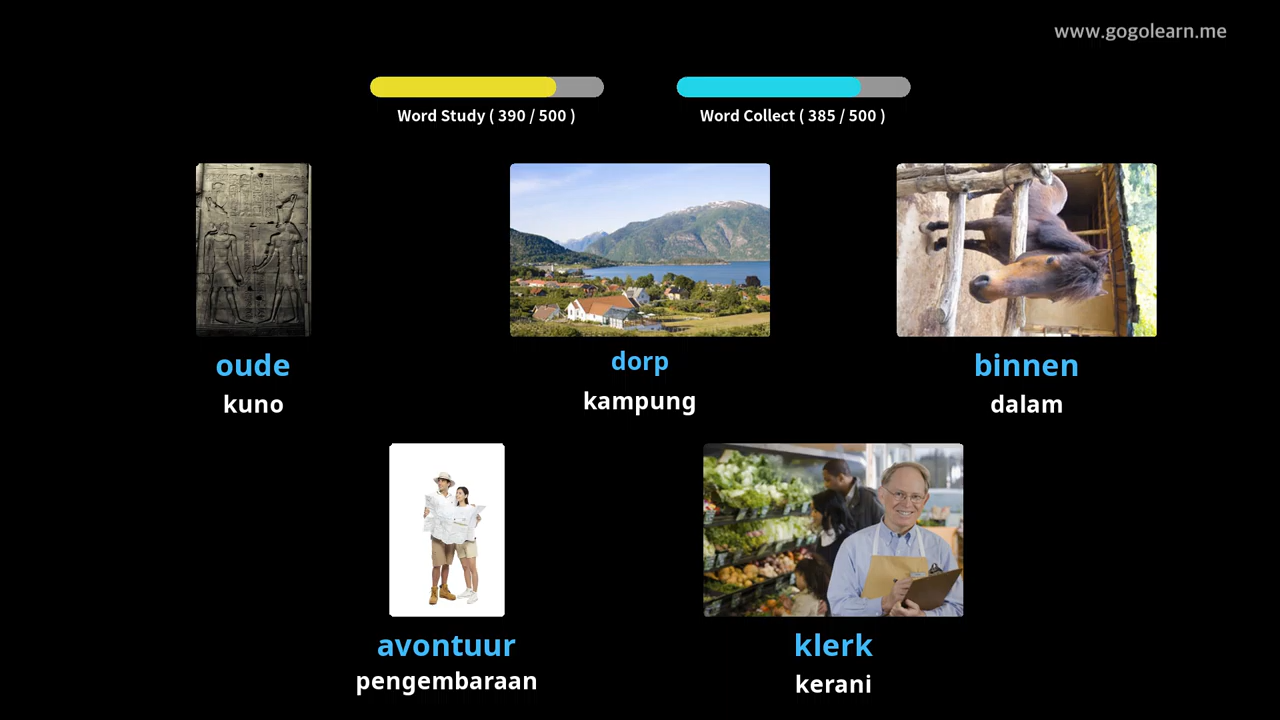 www.gogolearn.me
Word Study ( 390 / 500 )
Word Collect ( 385 / 500 )
oude
kuno
dorp
kampung
binnen
dalam
avontuur
pengembaraan
klerk
kerani